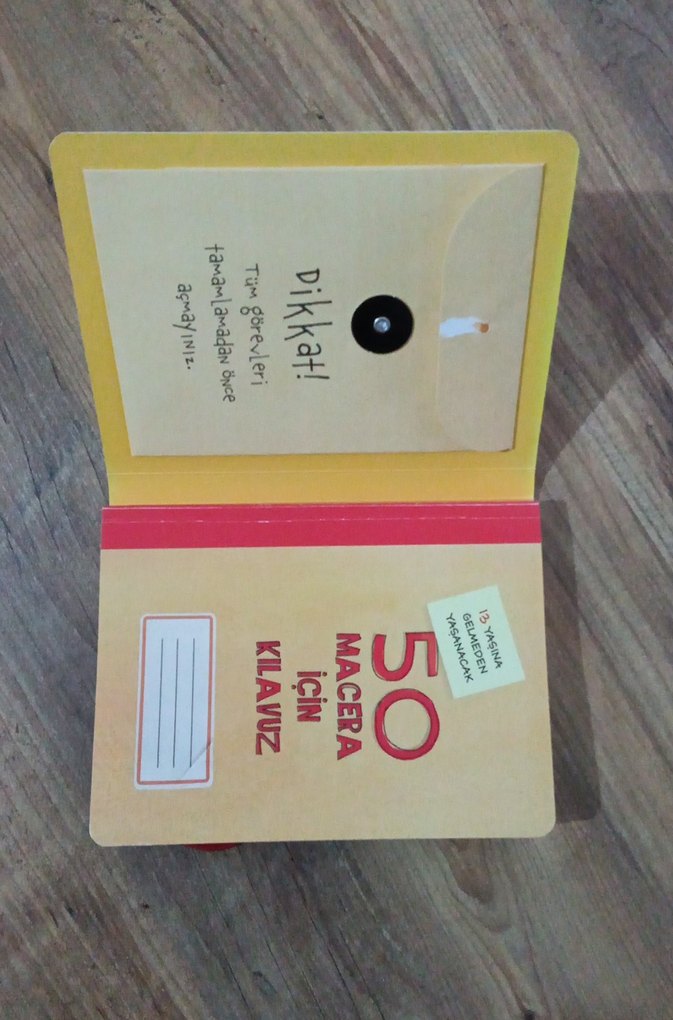 Dikkat!
Tüm görevleri
tamamlamadan önce
açmayınız.
13 YAŞINA
GELMEDEN
YAŞANACAK
50
MACERA
İÇİN
KILAVUZ